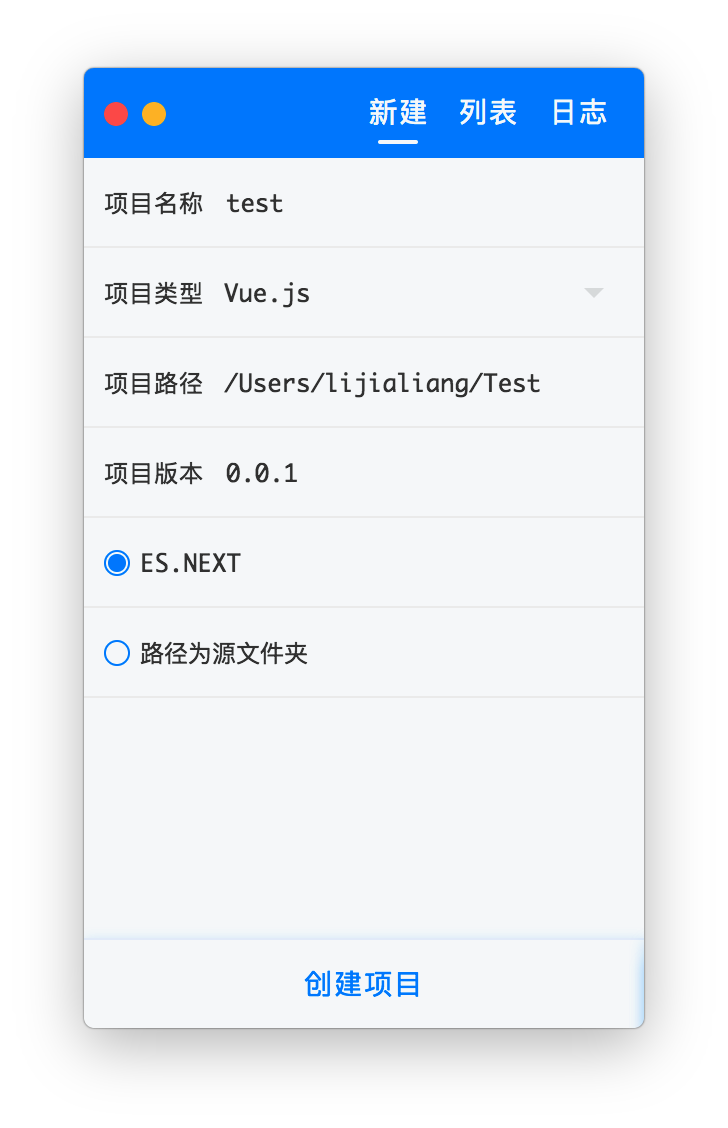 新建 列表 日志
项目名称 test
项目类型 Vue.js
项目路径 /Users/lijialiang/Test
项目版本 0.0.1
ES.NEXT
路径为源文件夹
创建项目